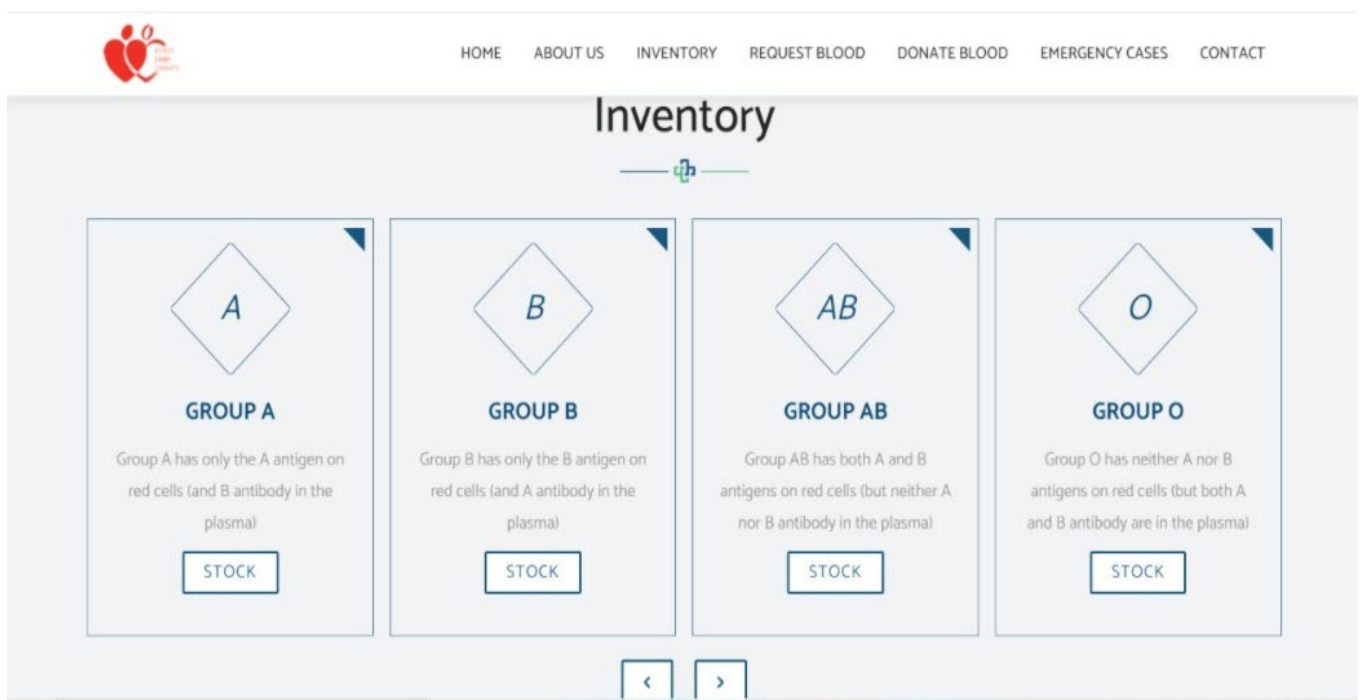 HOME ABOUT US INVENTORY REQUEST BLOOD DONATE BLOOD EMERGENCY CASES CONTACT
Inventory
A
GROUP A
Group A has only the A antigen on
red cells (and B antibody in the
plasma)
STOCK
B
GROUP B
Group B has only the B antigen on
red cells (and A antibody in the
plasma)
STOCK
AB
GROUP AB
Group AB has both A and B
antigens on red cells (but neither A
nor B antibody in the plasma)
STOCK
O
GROUP O
Group O has neither A nor B
antigens on red cells (but both A
and B antibody are in the plasma)
STOCK
‹ ›